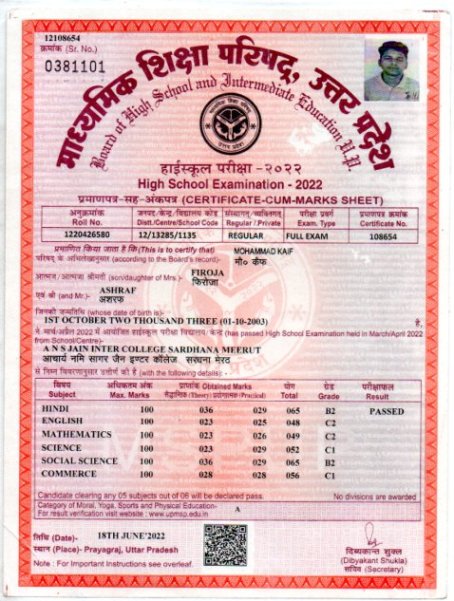 12108654
क्रमांक (Sr. No.)
0381101
माध्यमिक शिक्षा परिषद्, उत्तर प्रदेश
Board of High School and Intermediate Education U.P.
हाईस्कूल परीक्षा -२०२२
High School Examination - 2022
प्रमाणपत्र-सह-अंकपत्र (CERTIFICATE-CUM-MARKS SHEET)
अनुक्रमांक जनपद/केन्द्र/विद्यालय कोड संस्थागत/व्यक्तिगत परीक्षा प्रकार प्रमाणपत्र क्रमांक
Roll No. Distt./Centre/School Code Regular / Private Exam. Type Certificate No.
1220426580 12/13285/1135 REGULAR FULL EXAM 108654
प्रमाणित किया जाता है कि(This is to certify that) MOHAMMAD KAIF
परिषद के अभिलेखानुसार (according to the Board's record)- मो० कैफ
आत्मज / आत्मजा श्रीमती (son/daughter of Mrs.)- FIROJA
फिरोजा
एवं श्री (and Mr.)- ASHRAF
अशरफ
जिनकी जन्मतिथि (whose date of birth is)-
1ST OCTOBER TWO THOUSAND THREE (01-10-2003) है,
ने मार्च/अप्रैल 2022 में आयोजित हाईस्कूल परीक्षा विद्यालय/ केन्द्र (has passed High School Examination held in March/April 2022
from School/Centre)-
A N S JAIN INTER COLLEGE SARDHANA MEERUT
आचार्य नमि सागर जैन इण्टर कॉलेज सरधना मेरठ
से निम्न विवरणानुसार उत्तीर्ण की है (with the following details):-
विषय अधिकतम अंक प्राप्तांक Obtained Marks योग ग्रेड परीक्षाफल
Subject Max. Marks सैद्धान्तिक (Theory) प्रयोगात्मक (Practical) Total Grade Result
HINDI 100 036 029 065 B2 PASSED
ENGLISH 100 023 025 048 C2
MATHEMATICS 100 023 026 049 C2
SCIENCE 100 023 029 052 C1
SOCIAL SCIENCE 100 036 029 065 B2
COMMERCE 100 028 028 056 C1
Candidate clearing any 05 subjects out of 06 will be declared pass. No divisions are awarded
Category of Moral, Yoga, Sports and Physical Education- A
For result verification visit website : www.upmsp.edu.in
तिथि (Date)- 18TH JUNE'2022
स्थान (Place)- Prayagraj, Uttar Pradesh
Note : For Important Instructions see overleaf.
दिब्यकान्त शुक्ल
(Dibyakant Shukla)
सचिव (Secretary)